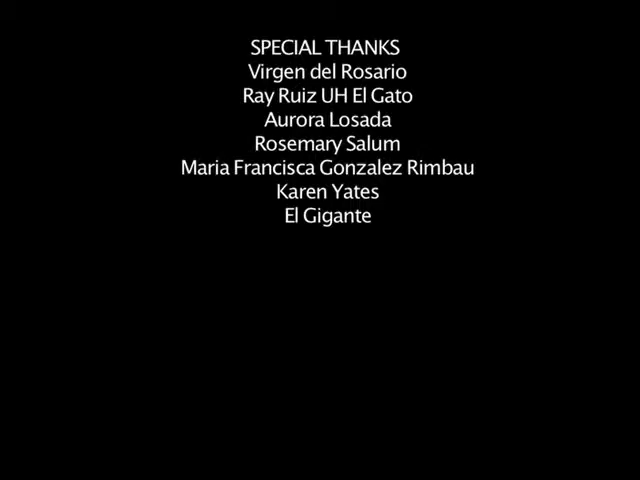 SPECIAL THANKS
Virgen del Rosario
Ray Ruiz UH El Gato
Aurora Losada
Rosemary Salum
Maria Francisca Gonzalez Rimbau
Karen Yates
El Gigante